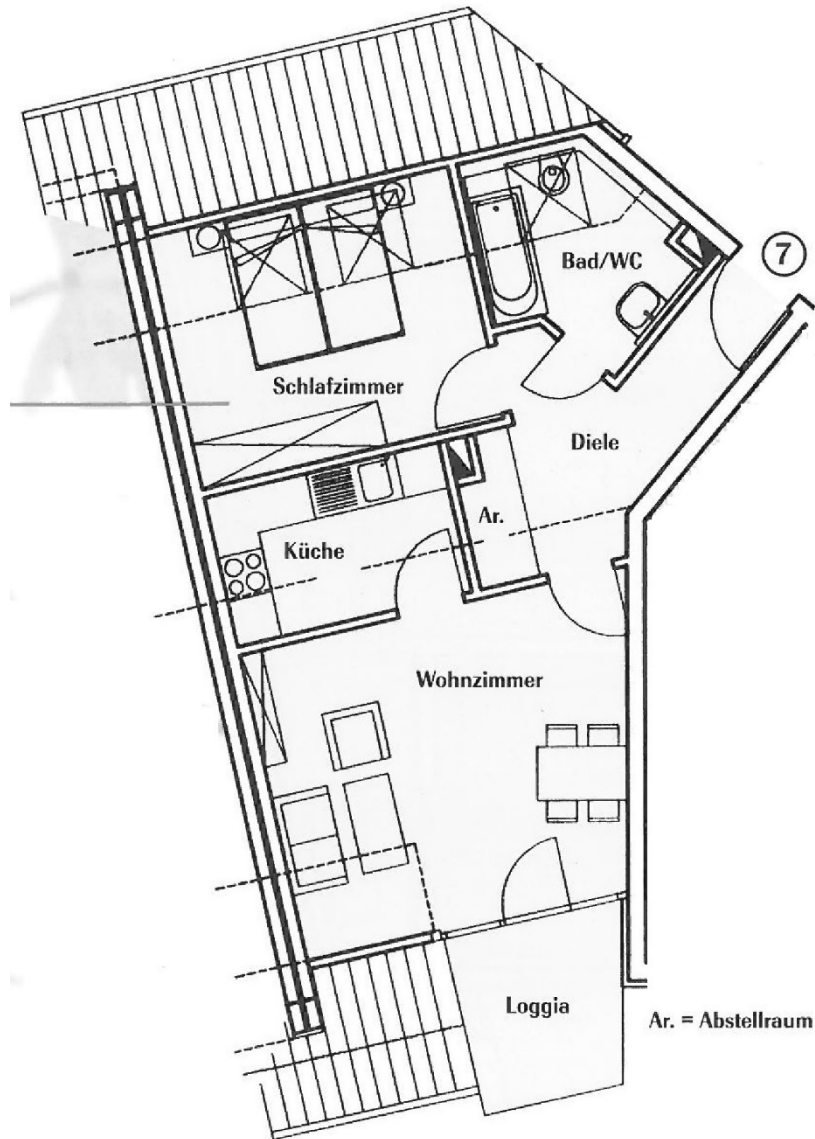 7
Bad/WC
Schlafzimmer
Diele
Ar.
Küche
Wohnzimmer
Loggia
Ar. = Abstellraum